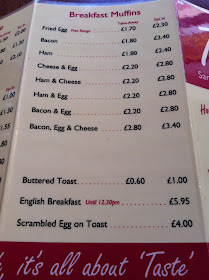 Breakfast Muffins
Take-Away Sit In
Fried Egg Free Range £1.70 £2.30
Bacon £1.80 £2.40
Ham £1.80 £2.40
Cheese & Egg £2.20 £2.80
Ham & Cheese £2.20 £2.80
Ham & Egg £2.20 £2.80
Bacon & Egg £2.20 £2.80
Bacon, Egg & Cheese £2.80 £3.40
Buttered Toast £0.60 £1.00
English Breakfast Until 12.30pm £5.95
Scrambled Egg on Toast £4.00
it's all about 'Taste'